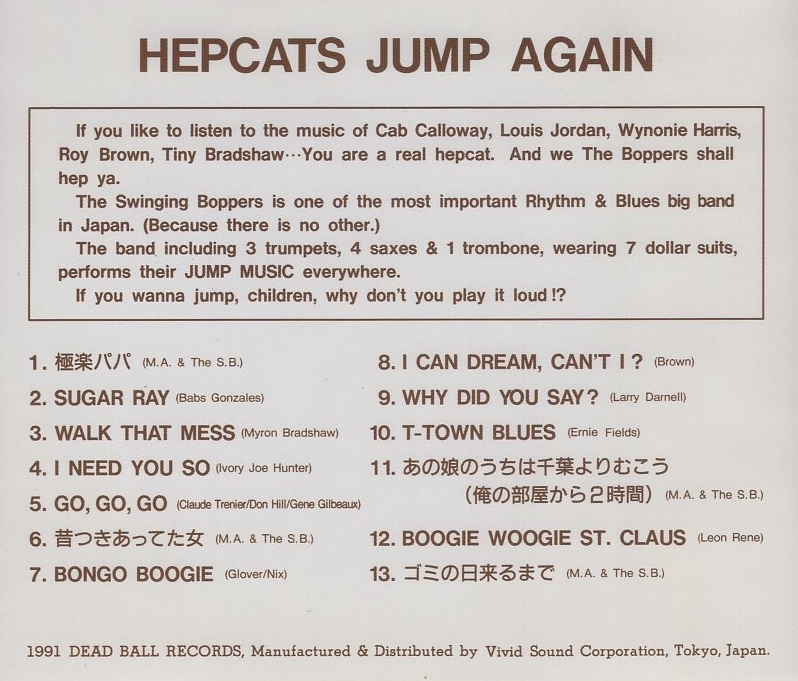 HEPCATS JUMP AGAIN
If you like to listen to the music of Cab Calloway, Louis Jordan, Wynonie Harris,
Roy Brown, Tiny Bradshaw…You are a real hepcat. And we The Boppers shall
hep ya.
The Swinging Boppers is one of the most important Rhythm & Blues big band
in Japan. (Because there is no other.)
The band including 3 trumpets, 4 saxes & 1 trombone, wearing 7 dollar suits,
performs their JUMP MUSIC everywhere.
If you wanna jump, children, why don't you play it loud!?
1. 極楽パパ (M.A. & The S.B.)
2. SUGAR RAY (Babs Gonzales)
3. WALK THAT MESS (Myron Bradshaw)
4. I NEED YOU SO (Ivory Joe Hunter)
5. GO, GO, GO (Claude Trenier/Don Hill/Gene Gilbeaux)
6. 昔つきあってた女 (M.A. & The S.B.)
7. BONGO BOOGIE (Glover/Nix)
8. I CAN DREAM, CAN'T I? (Brown)
9. WHY DID YOU SAY? (Larry Darnell)
10. T-TOWN BLUES (Ernie Fields)
11. あの娘のうちは千葉よりむこう
（俺の部屋から2時間） (M.A. & The S.B.)
12. BOOGIE WOOGIE ST. CLAUS (Leon Rene)
13. ゴミの日来るまで (M.A. & The S.B.)
1991 DEAD BALL RECORDS, Manufactured & Distributed by Vivid Sound Corporation, Tokyo, Japan.